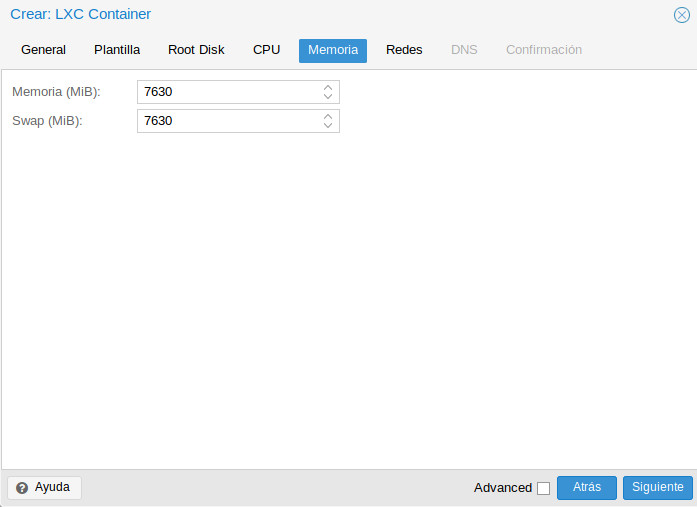 Crear: LXC Container
General Plantilla Root Disk CPU Memoria Redes DNS Confirmación
Memoria (MiB): 7630
Swap (MiB): 7630
Ayuda Advanced Atrás Siguiente